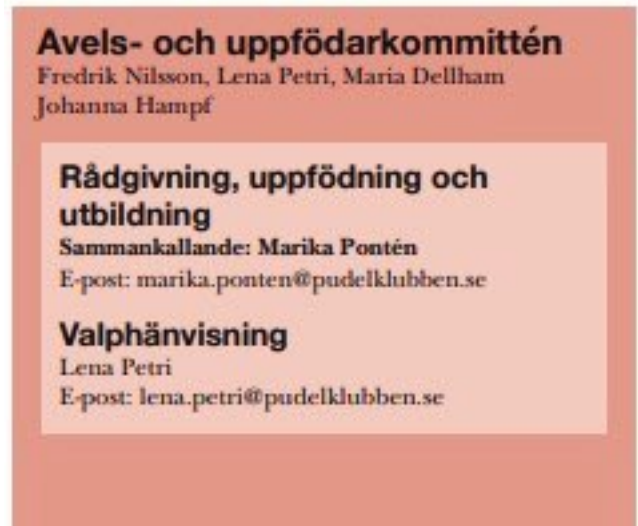 Avels- och uppfödarkommittén
Fredrik Nilsson, Lena Petri, Maria Dellham
Johanna Hampf
Rådgivning, uppfödning och
utbildning
Sammankallande: Marika Pontén
E-post: marika.ponten@pudelklubben.se
Valphänvisning
Lena Petri
E-post: lena.petri@pudelklubben.se